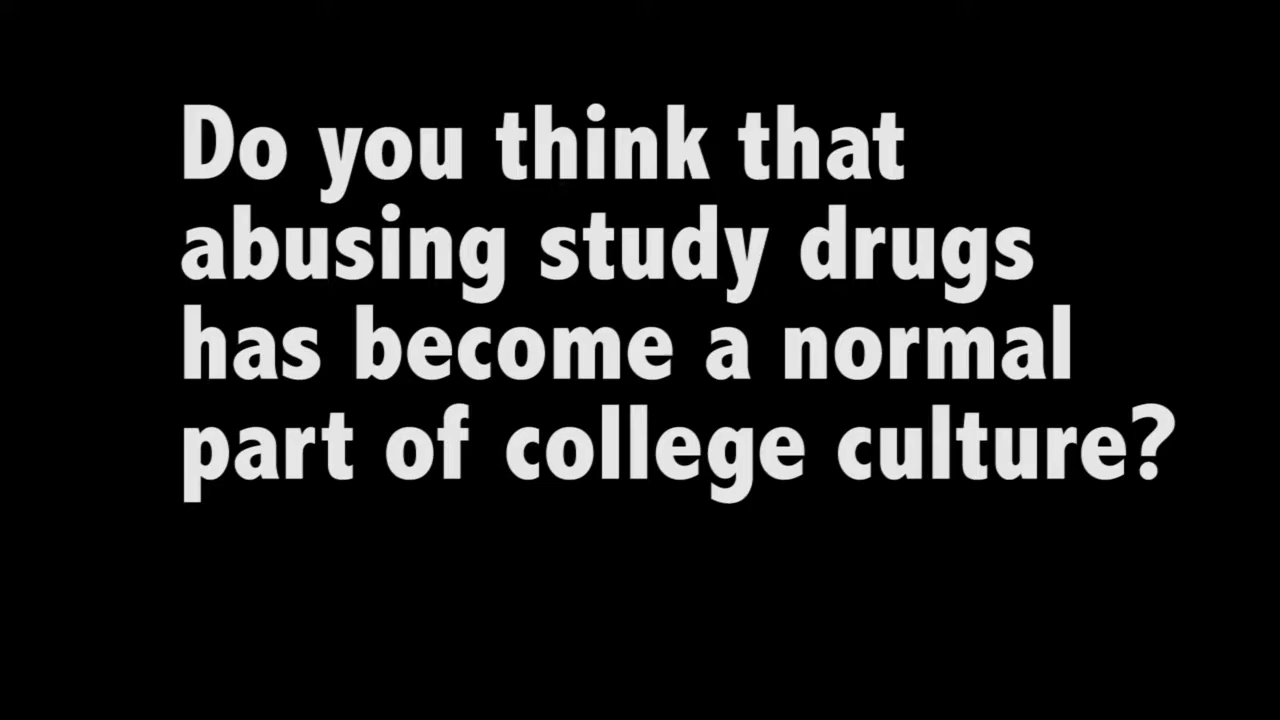 Do you think that
abusing study drugs
has become a normal
part of college culture?